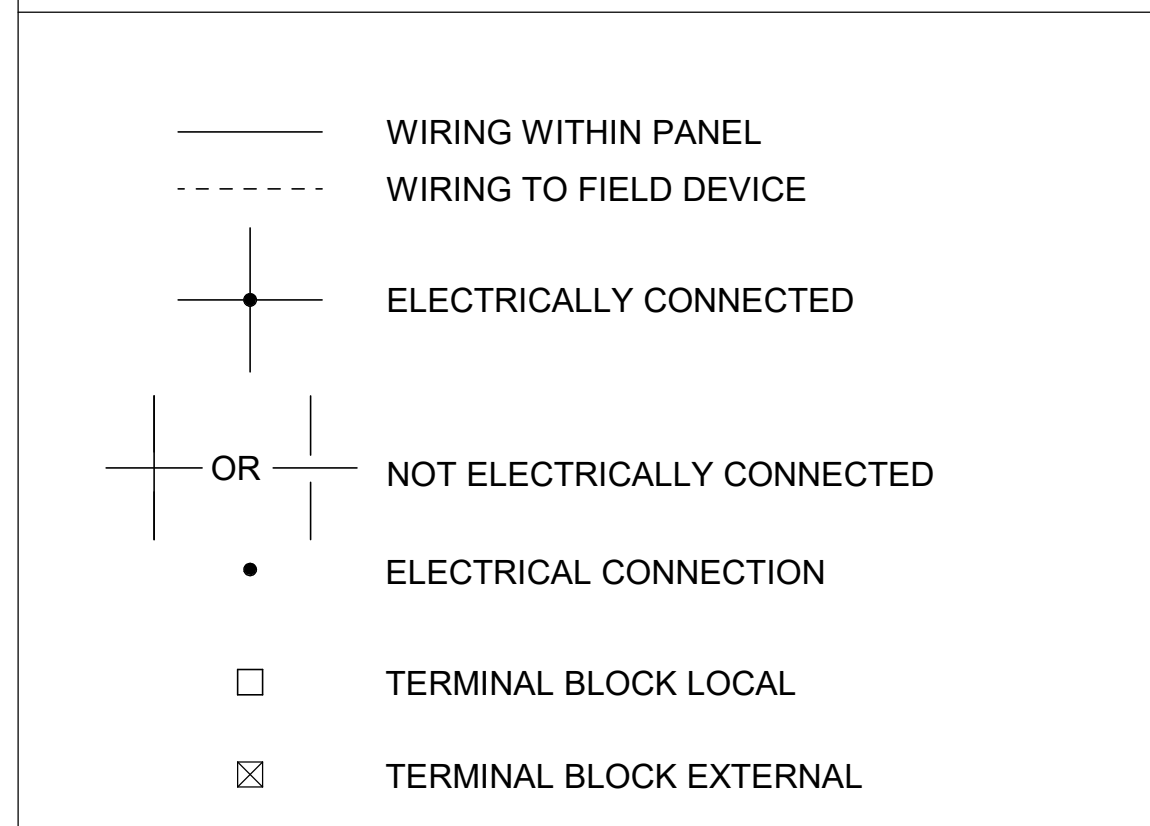 WIRING WITHIN PANEL
WIRING TO FIELD DEVICE
ELECTRICALLY CONNECTED
OR
NOT ELECTRICALLY CONNECTED
ELECTRICAL CONNECTION
TERMINAL BLOCK LOCAL
TERMINAL BLOCK EXTERNAL